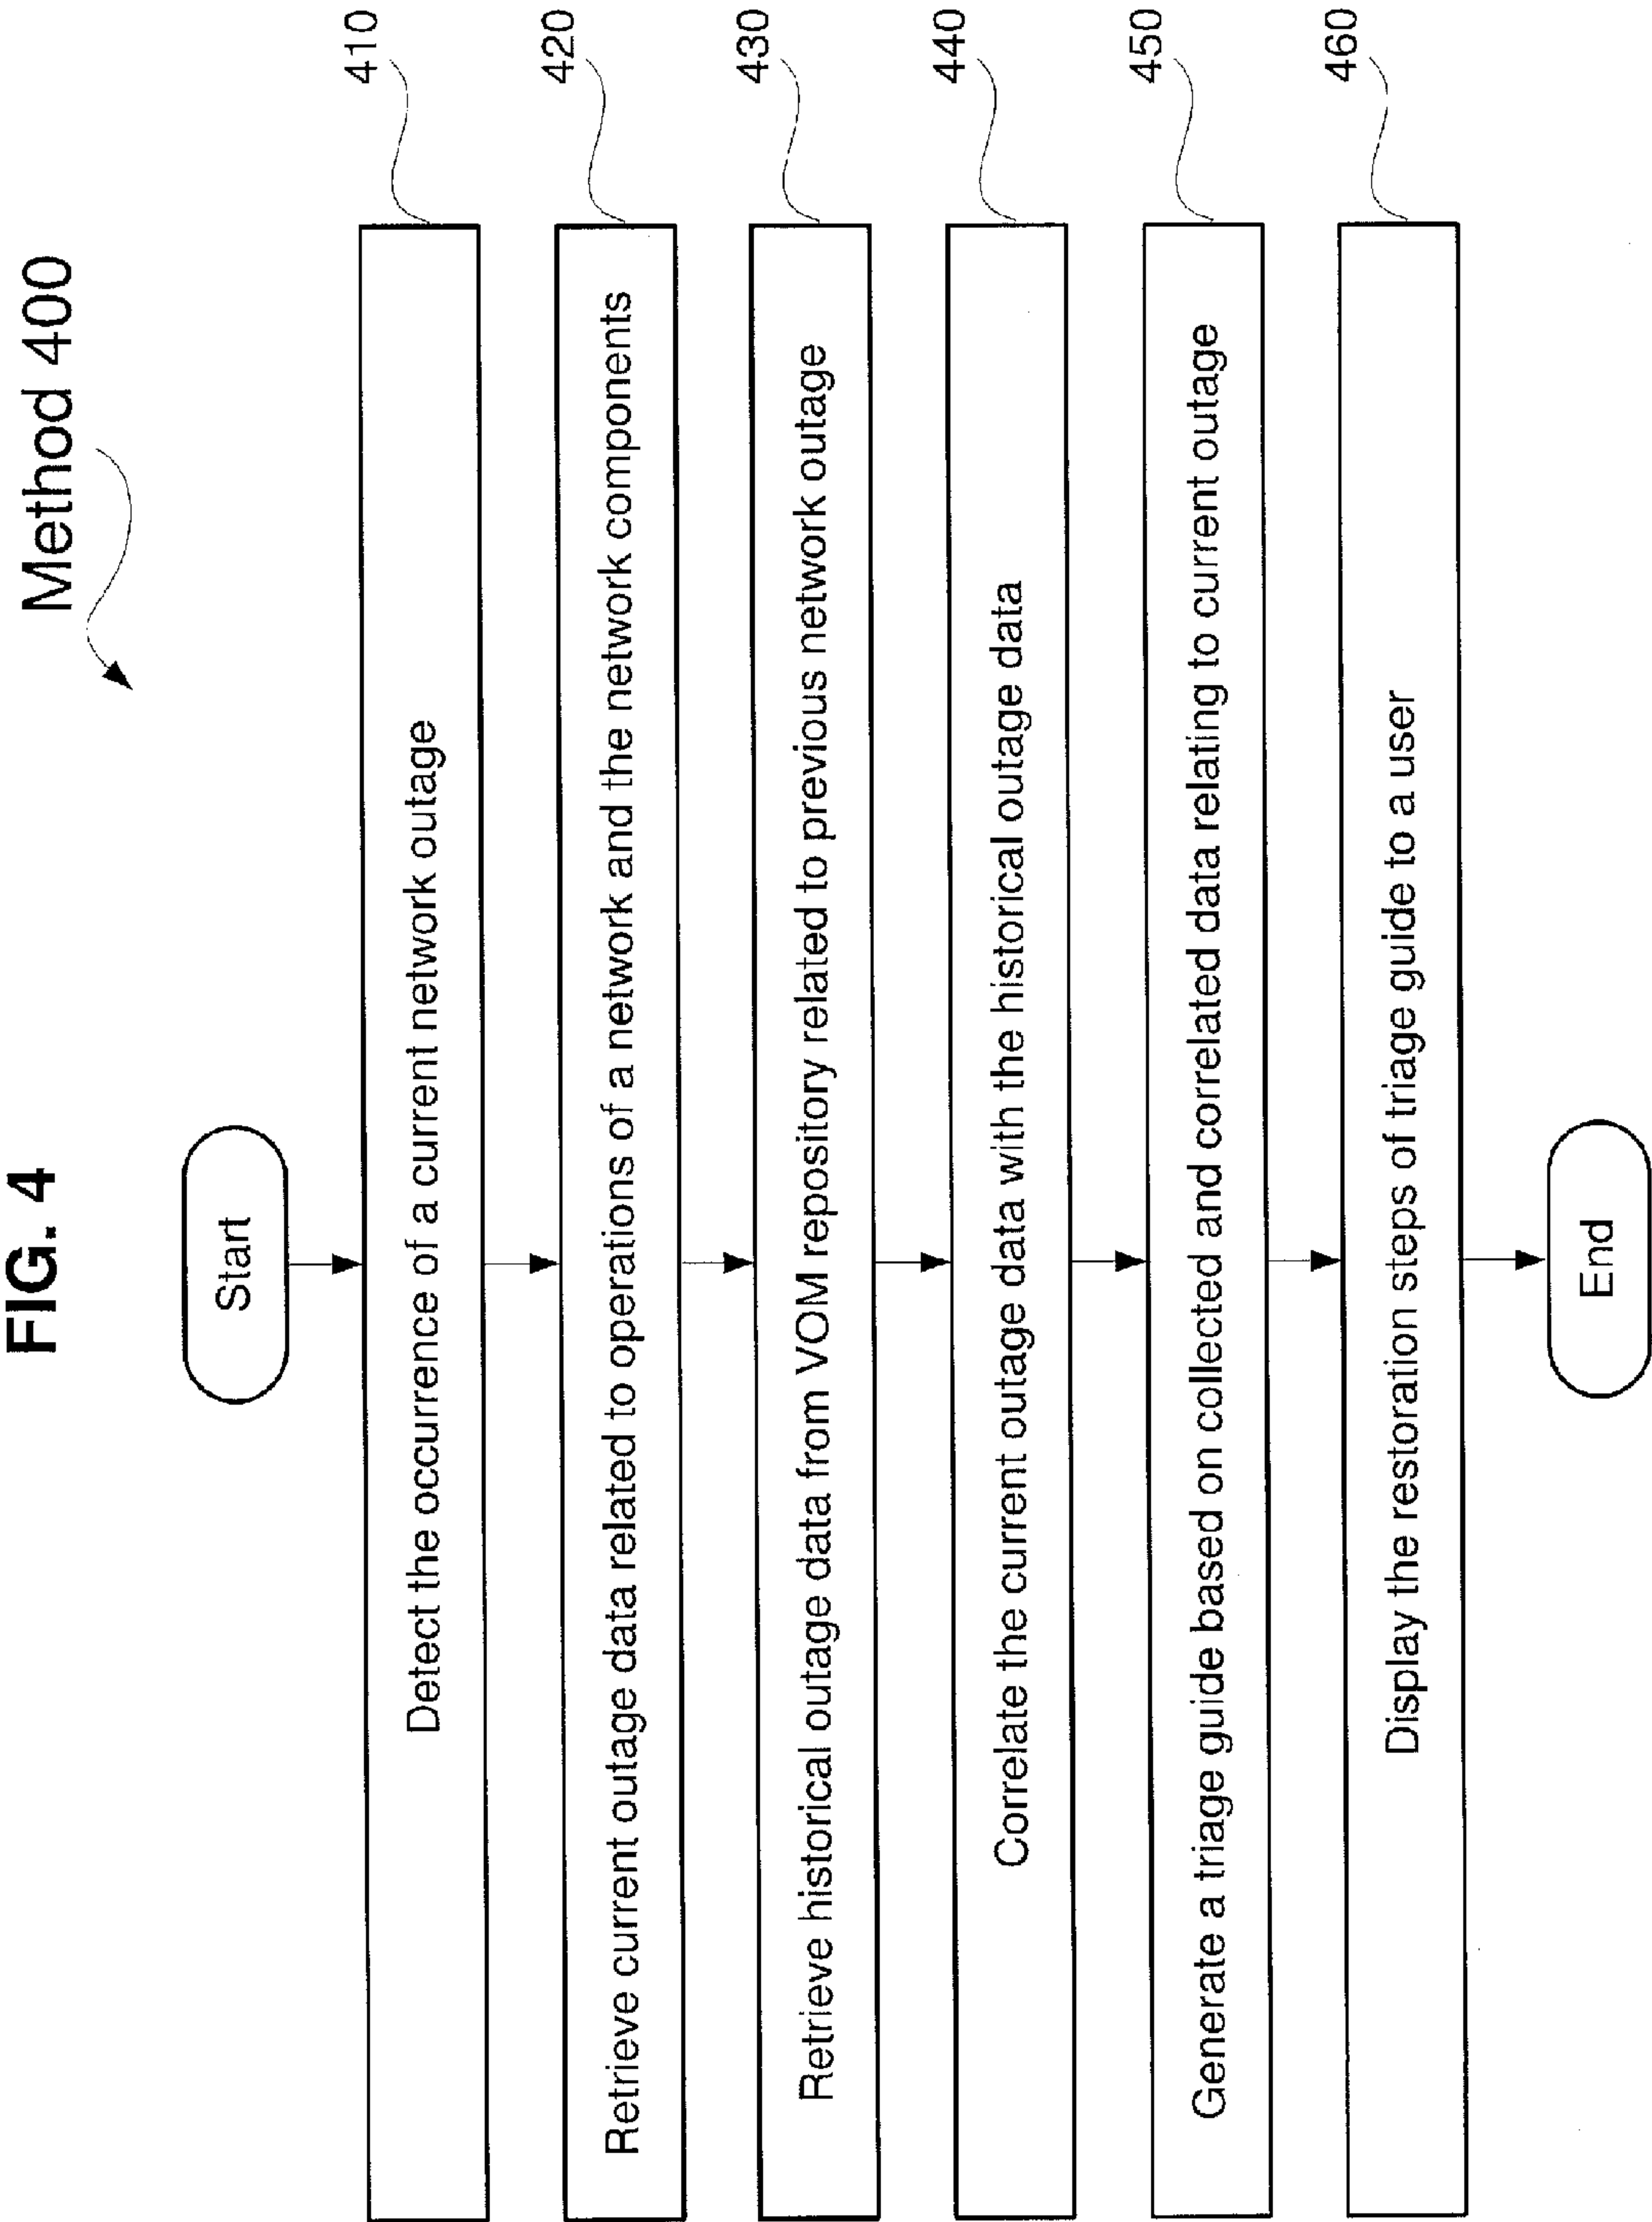 FIG. 4
Method 400
Start
Detect the occurrence of a current network outage
410
Retrieve current outage data related to operations of a network and the network components
420
Retrieve historical outage data from VOM repository related to previous network outage
430
Correlate the current outage data with the historical outage data
440
Generate a triage guide based on collected and correlated data relating to current outage
450
Display the restoration steps of triage guide to a user
460
End